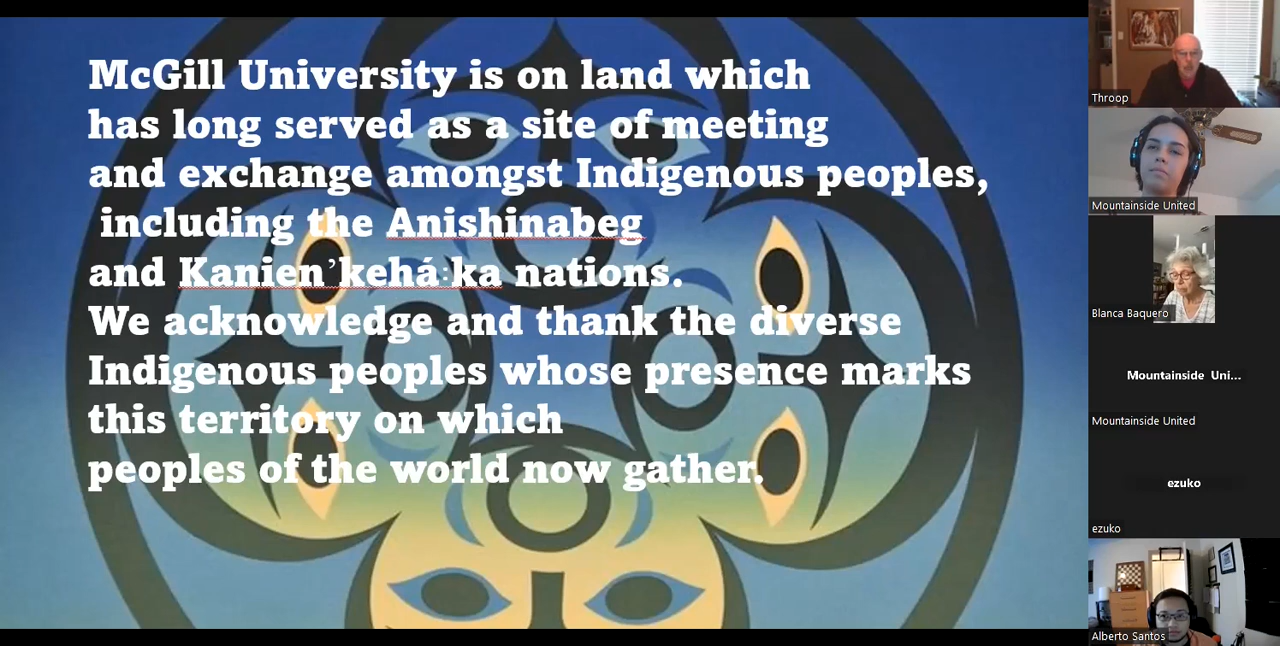 McGill University is on land which
has long served as a site of meeting
and exchange amongst Indigenous peoples,
including the Anishinabeg
and Kanien’kehá:ka nations.
We acknowledge and thank the diverse
Indigenous peoples whose presence marks
this territory on which
peoples of the world now gather.
Throop
Mountainside United
Blanca Baquero
Mountainside Uni...
Mountainside United
ezuko
ezuko
Alberto Santos